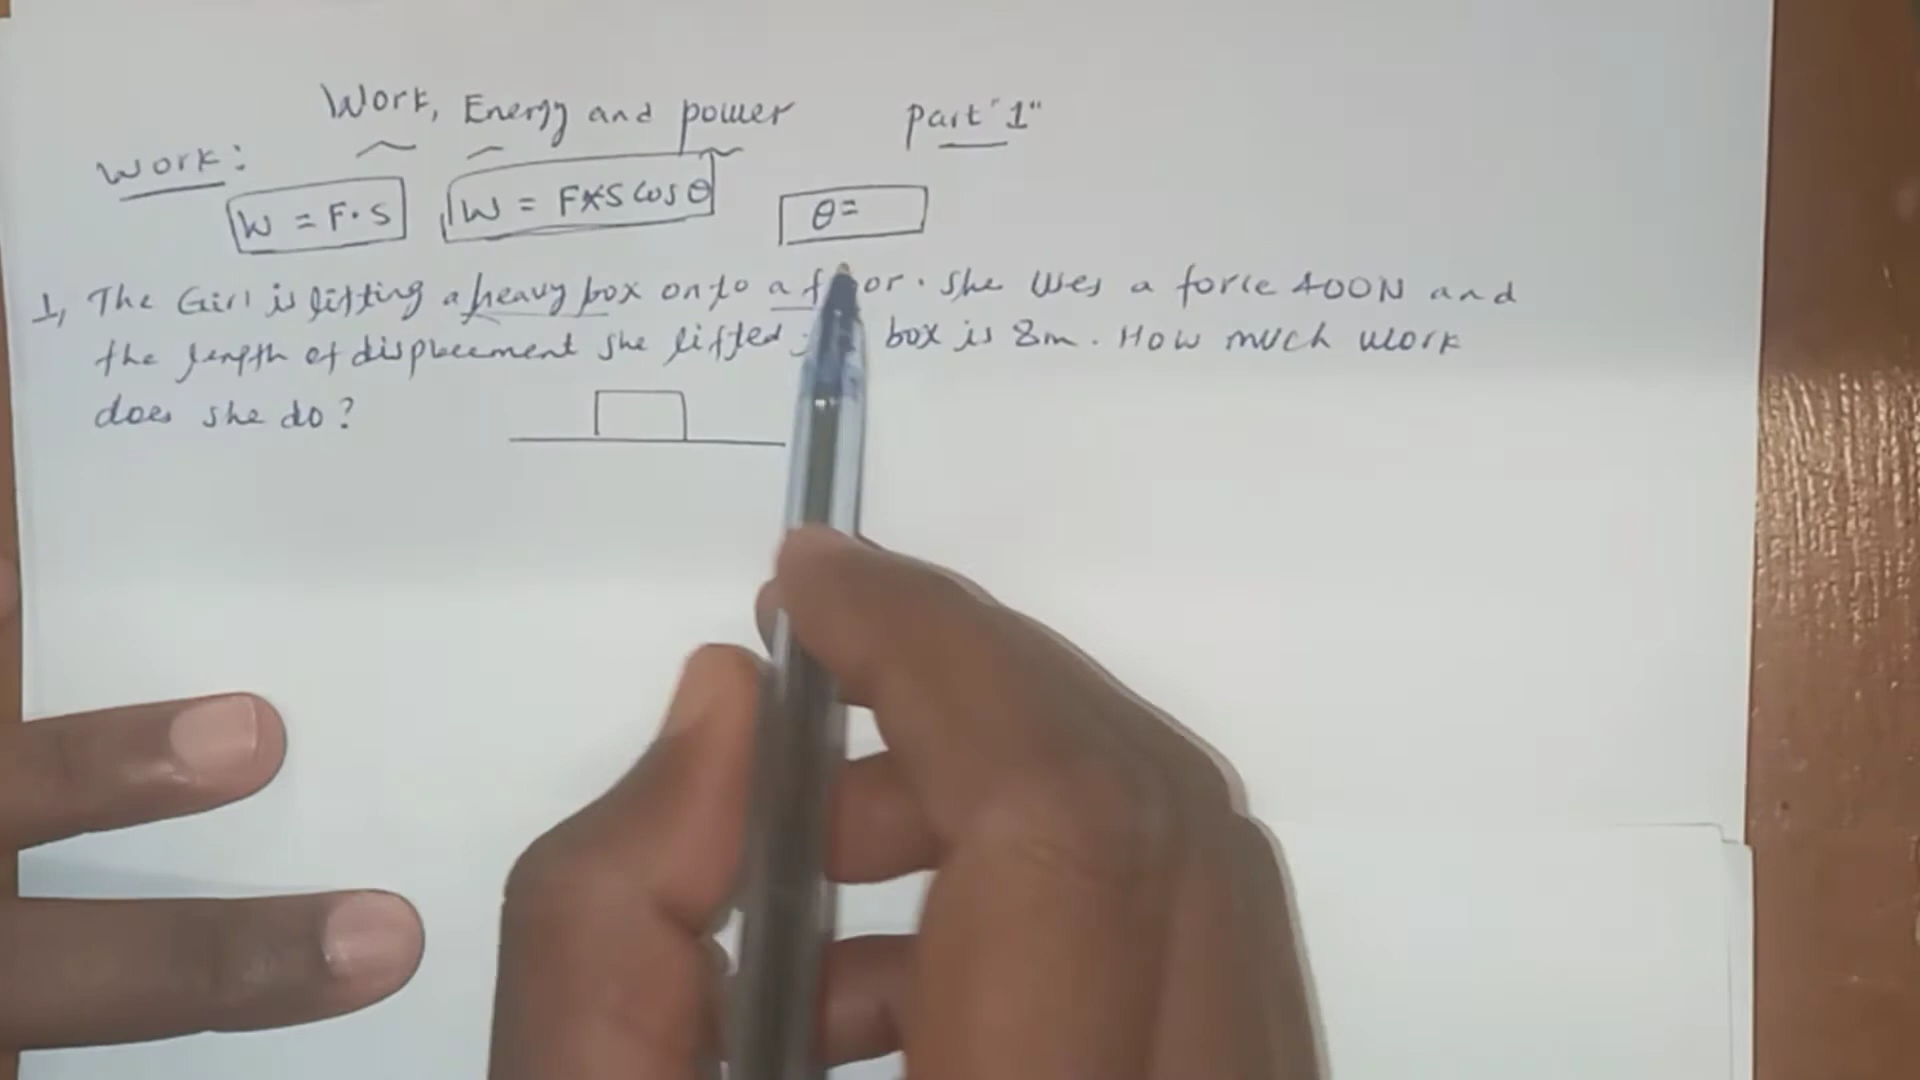 Work, Energy and power Part "1"
Work:
W = F·S W = F*S Cos θ θ=
1, The Girl is lifting a heavy box onto a f or. She uses a force 400N and
the length of displacement she lifted box is 8m. How much work
does she do?